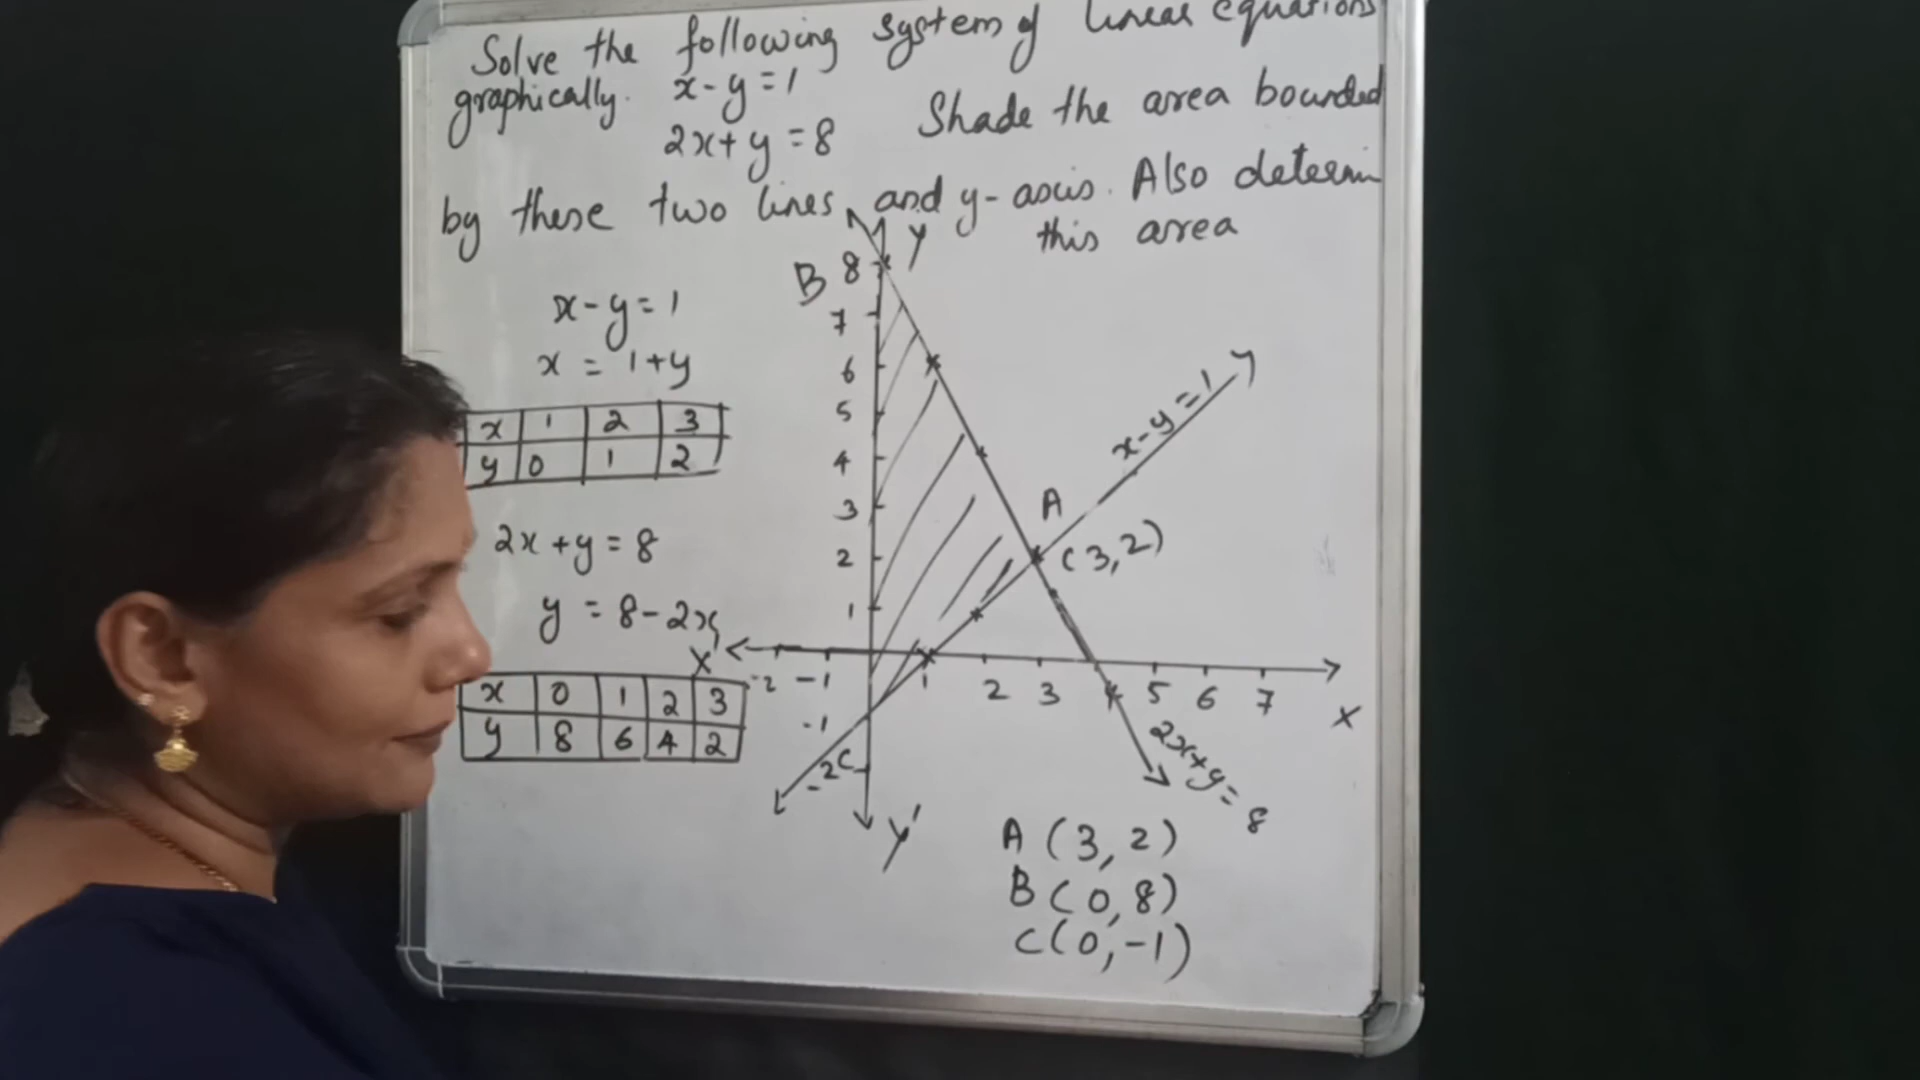 Solve the following system of linear equations
graphically. x-y=1
2x+y=8 Shade the area bounded
by these two lines and y-axis. Also determin
this area
x-y=1
x = 1+y
x 1 2 3
y 0 1 2
2x+y=8
y = 8-2x
x 0 1 2 3
y 8 6 4 2
Y
B 8
7
6
5
4
3
2
1
x-y=1
A
(3,2)
X'
-2 -1 1 2 3 4 5 6 7 X
-1
-2 C
Y'
2x+y=8
A (3,2)
B (0,8)
C (0,-1)